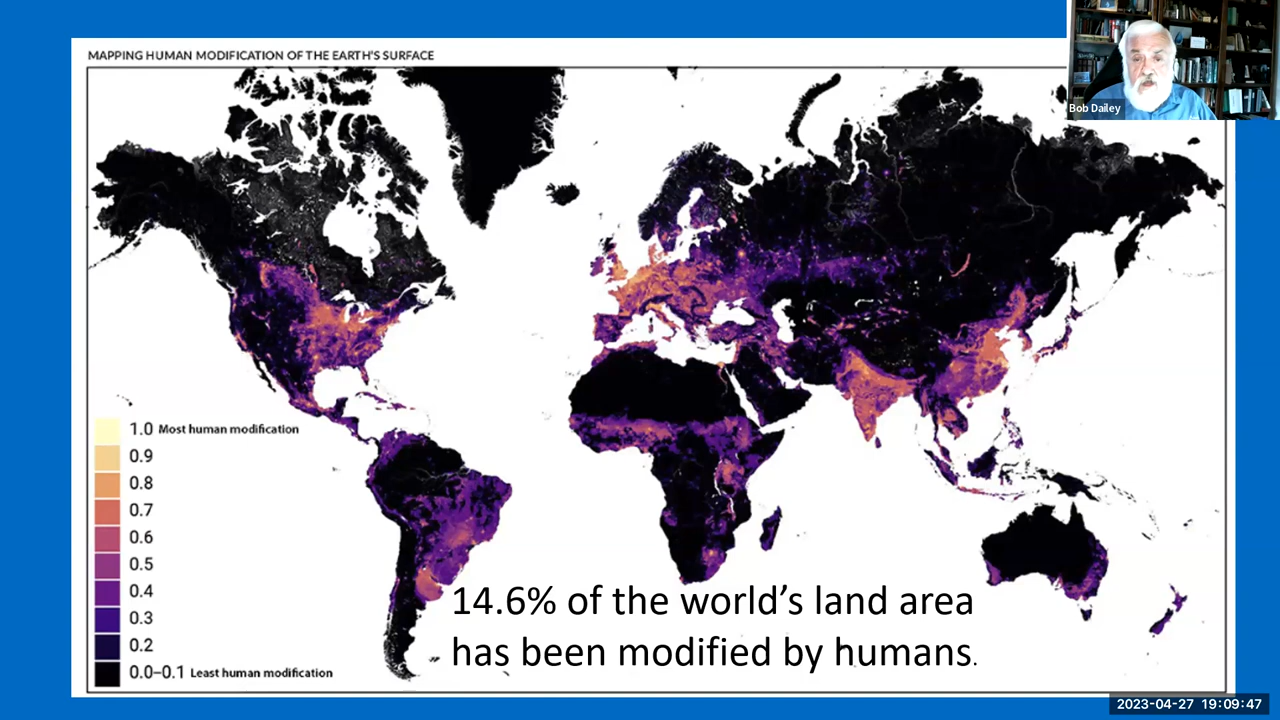 MAPPING HUMAN MODIFICATION OF THE EARTH'S SURFACE
Bob Dailey
1.0 Most human modification
0.9
0.8
0.7
0.6
0.5
0.4
0.3
0.2
0.0–0.1 Least human modification
14.6% of the world's land area
has been modified by humans.
2023-04-27 19:09:47